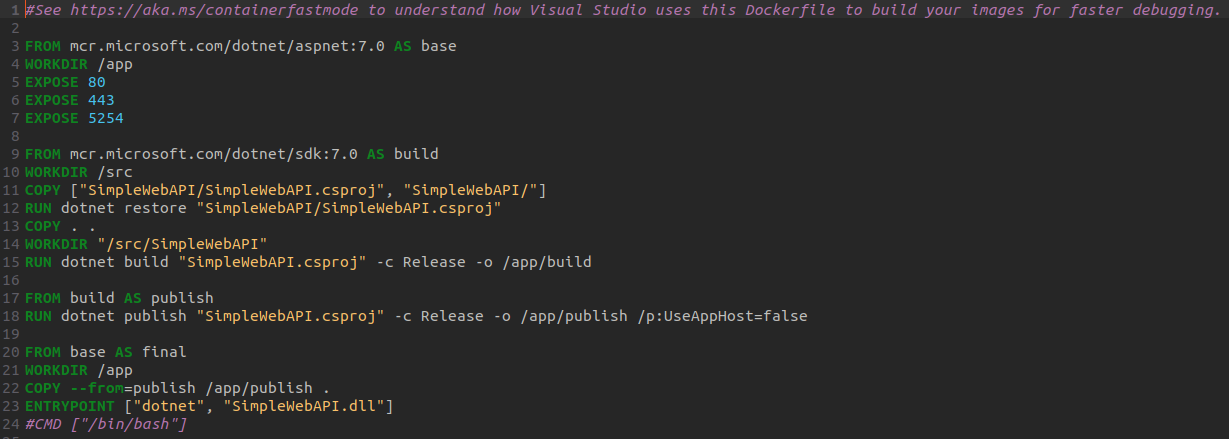 1 #See https://aka.ms/containerfastmode to understand how Visual Studio uses this Dockerfile to build your images for faster debugging.
2
3 FROM mcr.microsoft.com/dotnet/aspnet:7.0 AS base
4 WORKDIR /app
5 EXPOSE 80
6 EXPOSE 443
7 EXPOSE 5254
8
9 FROM mcr.microsoft.com/dotnet/sdk:7.0 AS build
10 WORKDIR /src
11 COPY ["SimpleWebAPI/SimpleWebAPI.csproj", "SimpleWebAPI/"]
12 RUN dotnet restore "SimpleWebAPI/SimpleWebAPI.csproj"
13 COPY . .
14 WORKDIR "/src/SimpleWebAPI"
15 RUN dotnet build "SimpleWebAPI.csproj" -c Release -o /app/build
16
17 FROM build AS publish
18 RUN dotnet publish "SimpleWebAPI.csproj" -c Release -o /app/publish /p:UseAppHost=false
19
20 FROM base AS final
21 WORKDIR /app
22 COPY --from=publish /app/publish .
23 ENTRYPOINT ["dotnet", "SimpleWebAPI.dll"]
24 #CMD ["/bin/bash"]